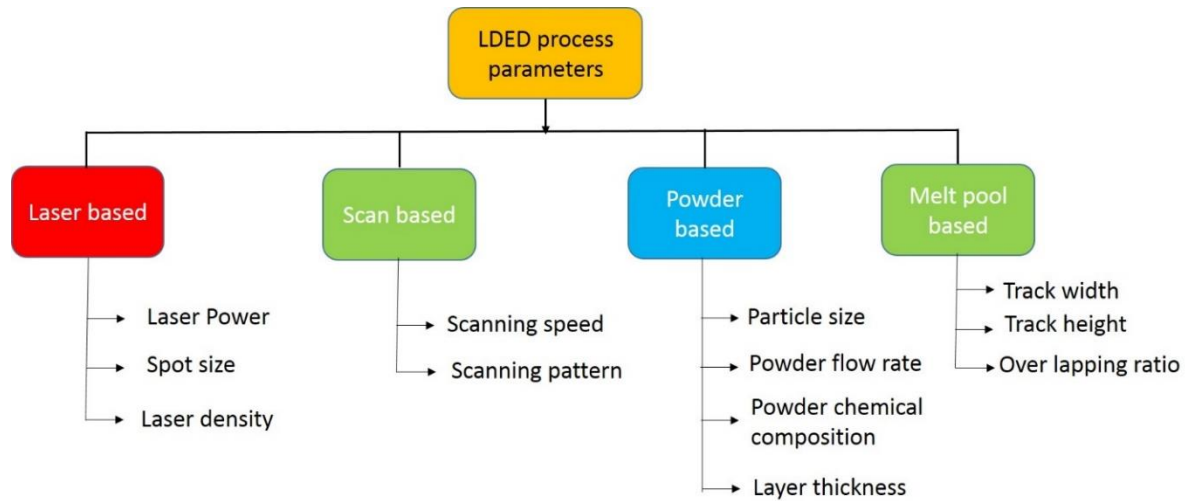 LDED process
parameters
Laser based
Laser Power
Spot size
Laser density
Scan based
Scanning speed
Scanning pattern
Powder
based
Particle size
Powder flow rate
Powder chemical
composition
Layer thickness
Melt pool
based
Track width
Track height
Over lapping ratio